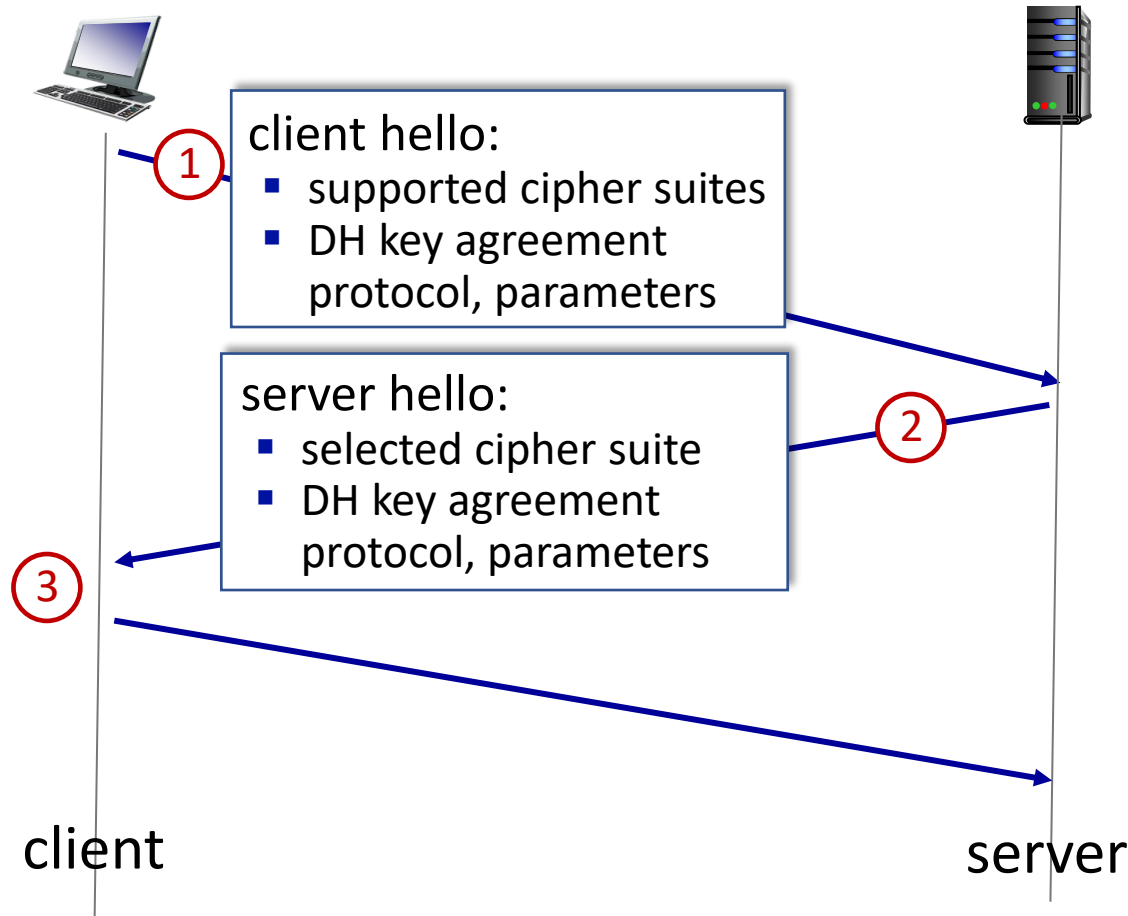 1
client hello:
▪ supported cipher suites
▪ DH key agreement
protocol, parameters
server hello:
▪ selected cipher suite
▪ DH key agreement
protocol, parameters
2
3
client
server